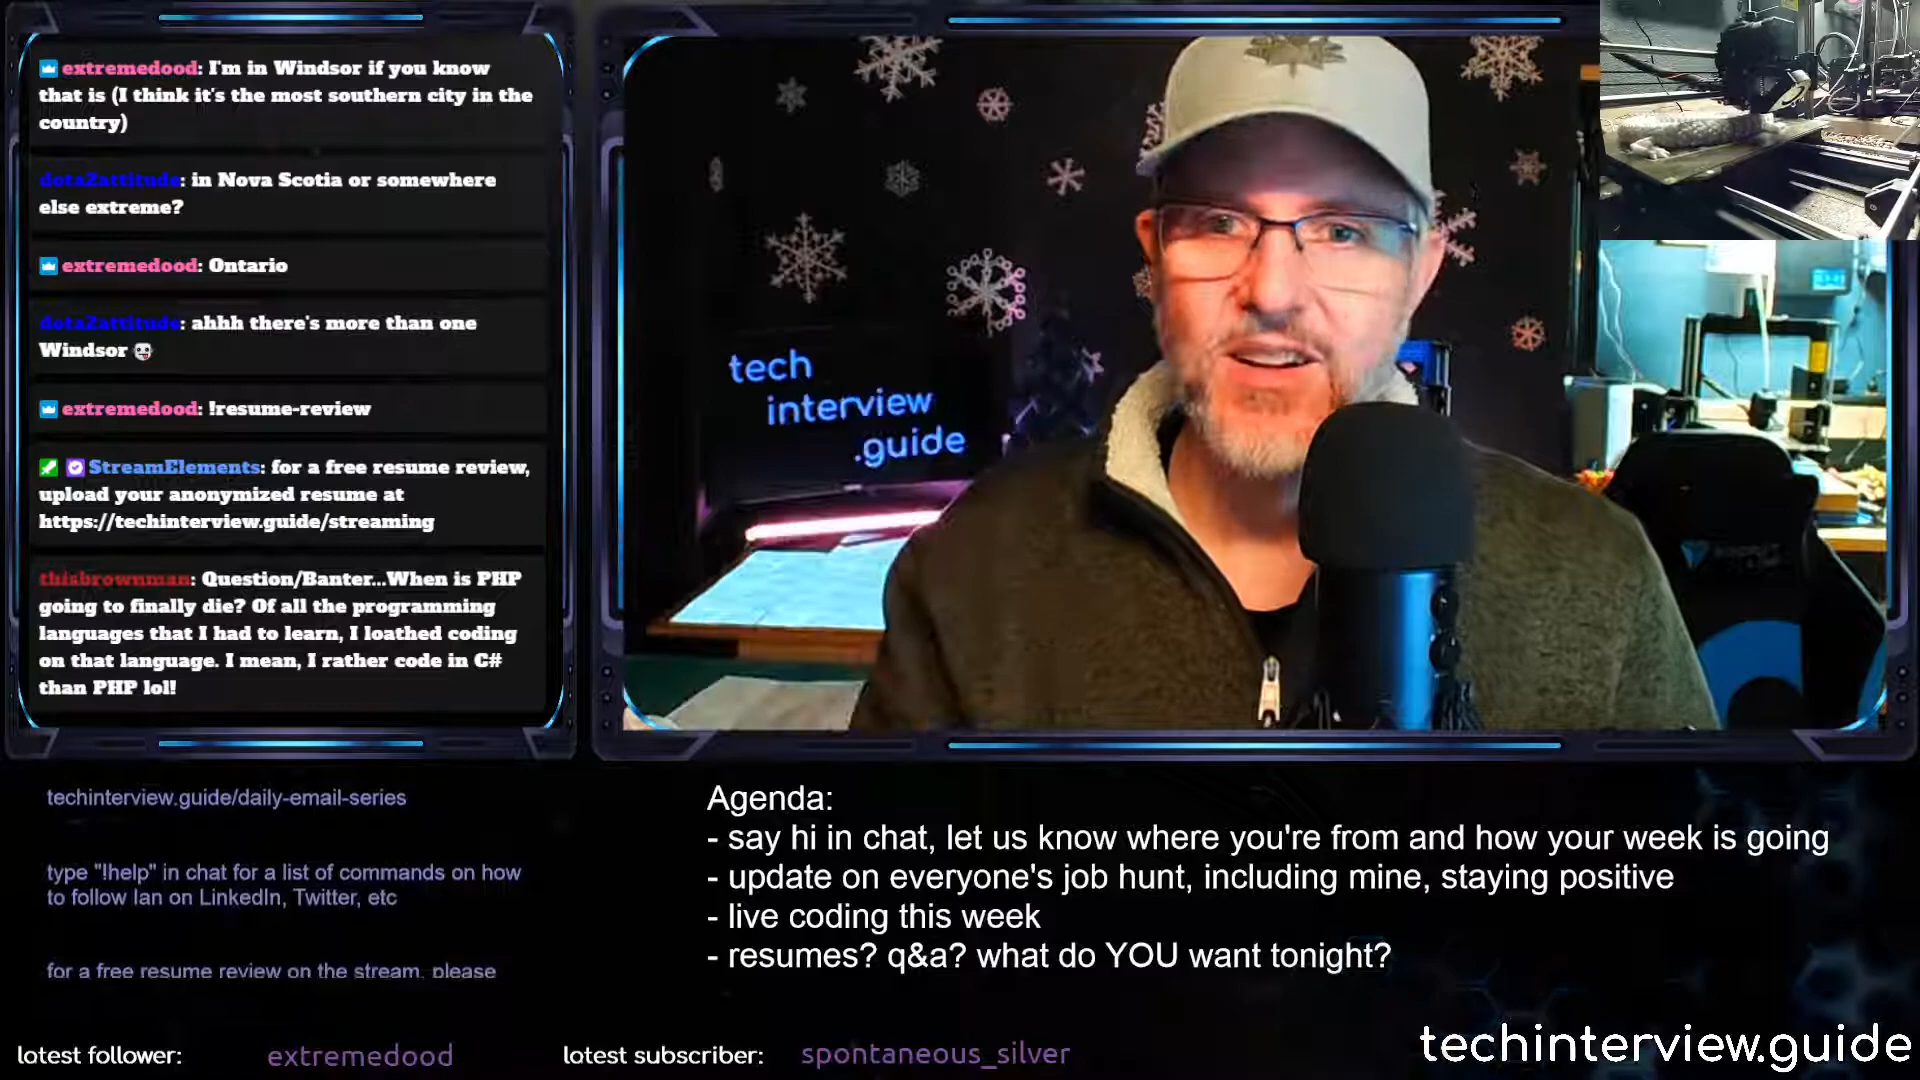 extremedood: I'm in Windsor if you know
that is (I think it's the most southern city in the
country)
dota2attitude: in Nova Scotia or somewhere
else extreme?
extremedood: Ontario
dota2attitude: ahhh there's more than one
Windsor
extremedood: !resume-review
StreamElements: for a free resume review,
upload your anonymized resume at
https://techinterview.guide/streaming
thisbrownman: Question/Banter...When is PHP
going to finally die? Of all the programming
languages that I had to learn, I loathed coding
on that language. I mean, I rather code in C#
than PHP lol!
tech
interview
.guide
techinterview.guide/daily-email-series
type "!help" in chat for a list of commands on how
to follow Ian on LinkedIn, Twitter, etc
for a free resume review on the stream, please
Agenda:
- say hi in chat, let us know where you're from and how your week is going
- update on everyone's job hunt, including mine, staying positive
- live coding this week
- resumes? q&a? what do YOU want tonight?
latest follower: extremedood
latest subscriber: spontaneous_silver
techinterview.guide